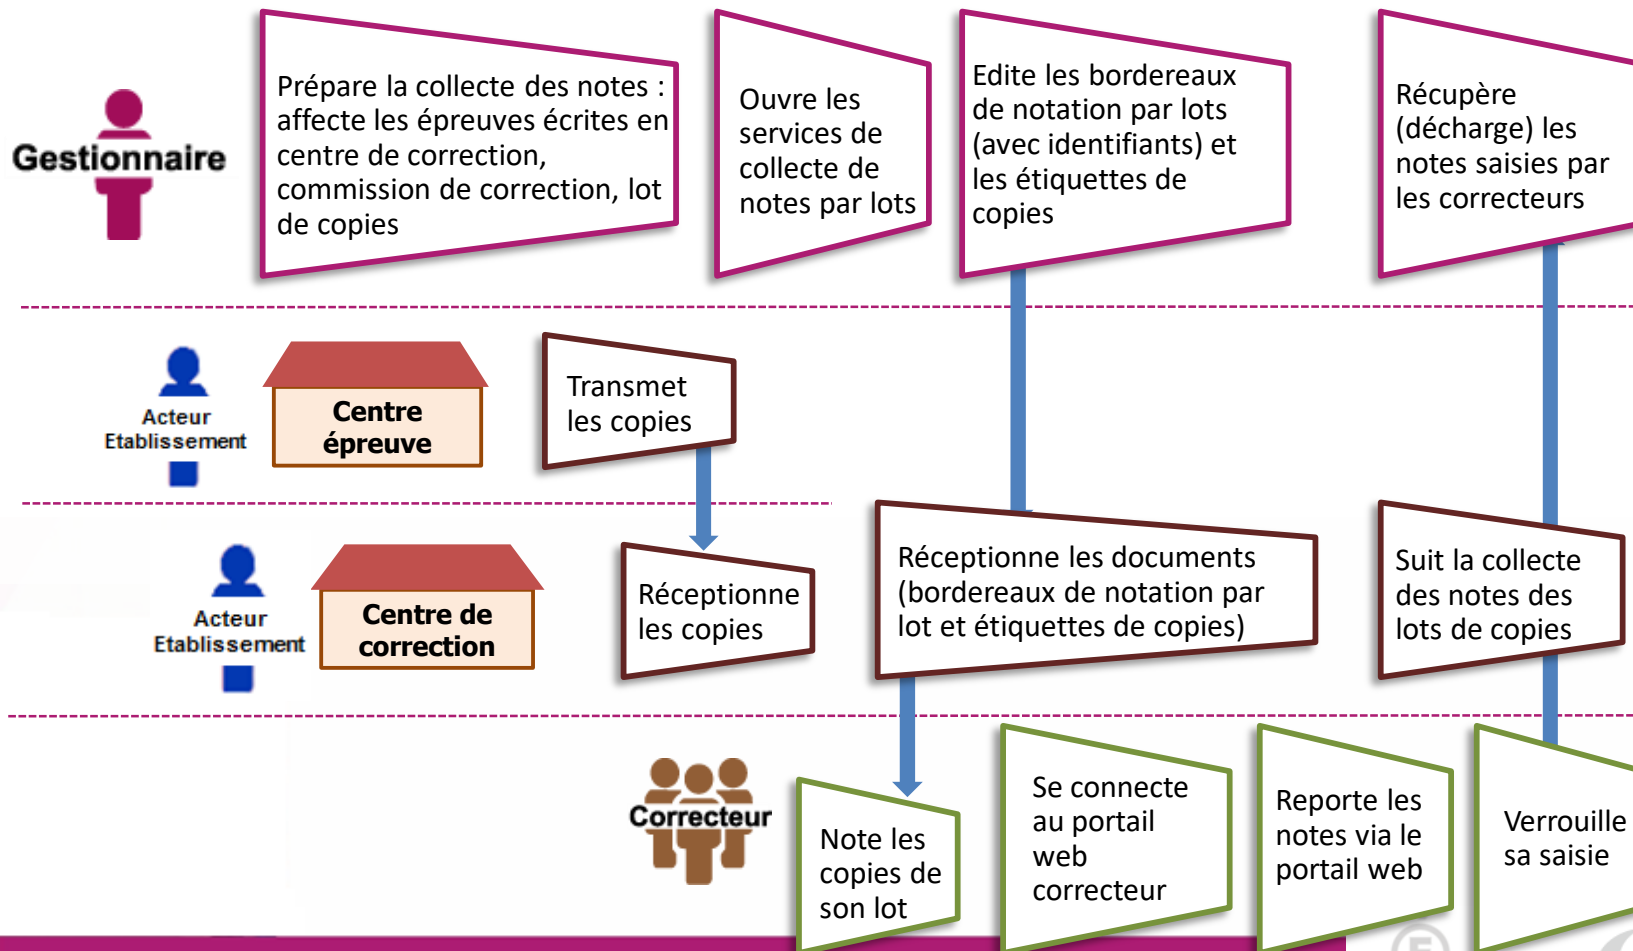 Gestionnaire
Prépare la collecte des notes :
affecte les épreuves écrites en
centre de correction,
commission de correction, lot
de copies
Ouvre les
services de
collecte de
notes par lots
Edite les bordereaux
de notation par lots
(avec identifiants) et
les étiquettes de
copies
Récupère
(décharge) les
notes saisies par
les correcteurs
Acteur
Etablissement
Centre
épreuve
Transmet
les copies
Acteur
Etablissement
Centre de
correction
Réceptionne
les copies
Réceptionne les documents
(bordereaux de notation par
lot et étiquettes de copies)
Suit la collecte
des notes des
lots de copies
Correcteur
Note les
copies de
son lot
Se connecte
au portail
web
correcteur
Reporte les
notes via le
portail web
Verrouille
sa saisie